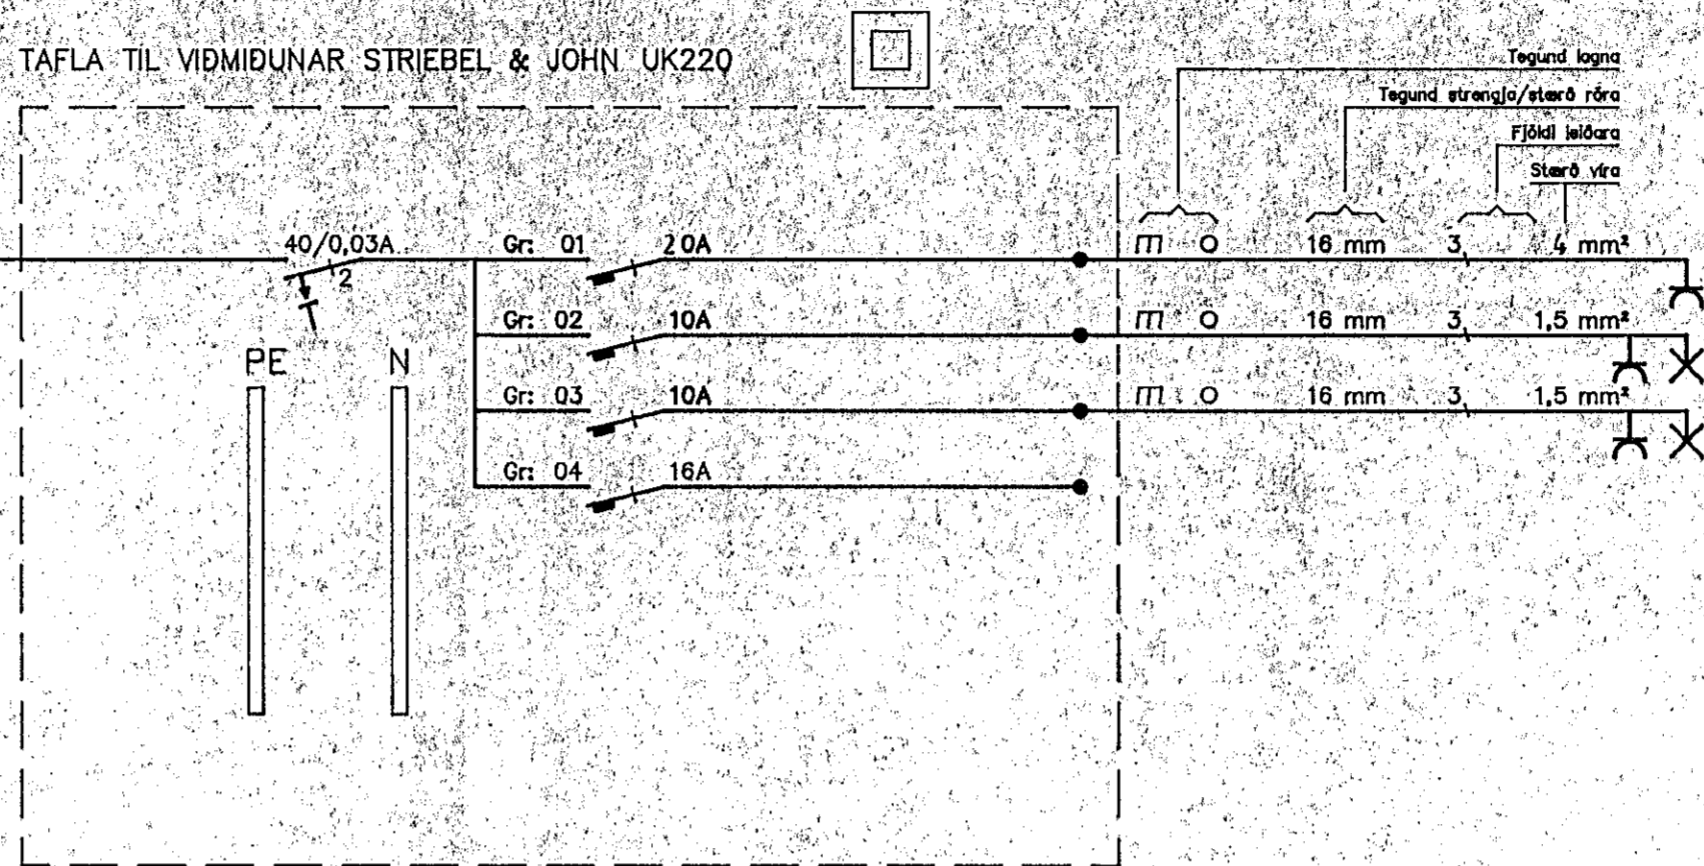 TAFLA TIL VIÐMIÐUNAR STRIEBEL & JOHN UK220
Tegund lagna
Tegund strengja/stærð röra
Fjöldi leiðara
Stærð víra
40/0,03A
2
Gr: 01 20A m O 16 mm 3 4 mm²
Gr: 02 10A m O 16 mm 3 1,5 mm²
PE N
Gr: 03 10A m O 16 mm 3 1,5 mm²
Gr: 04 16A